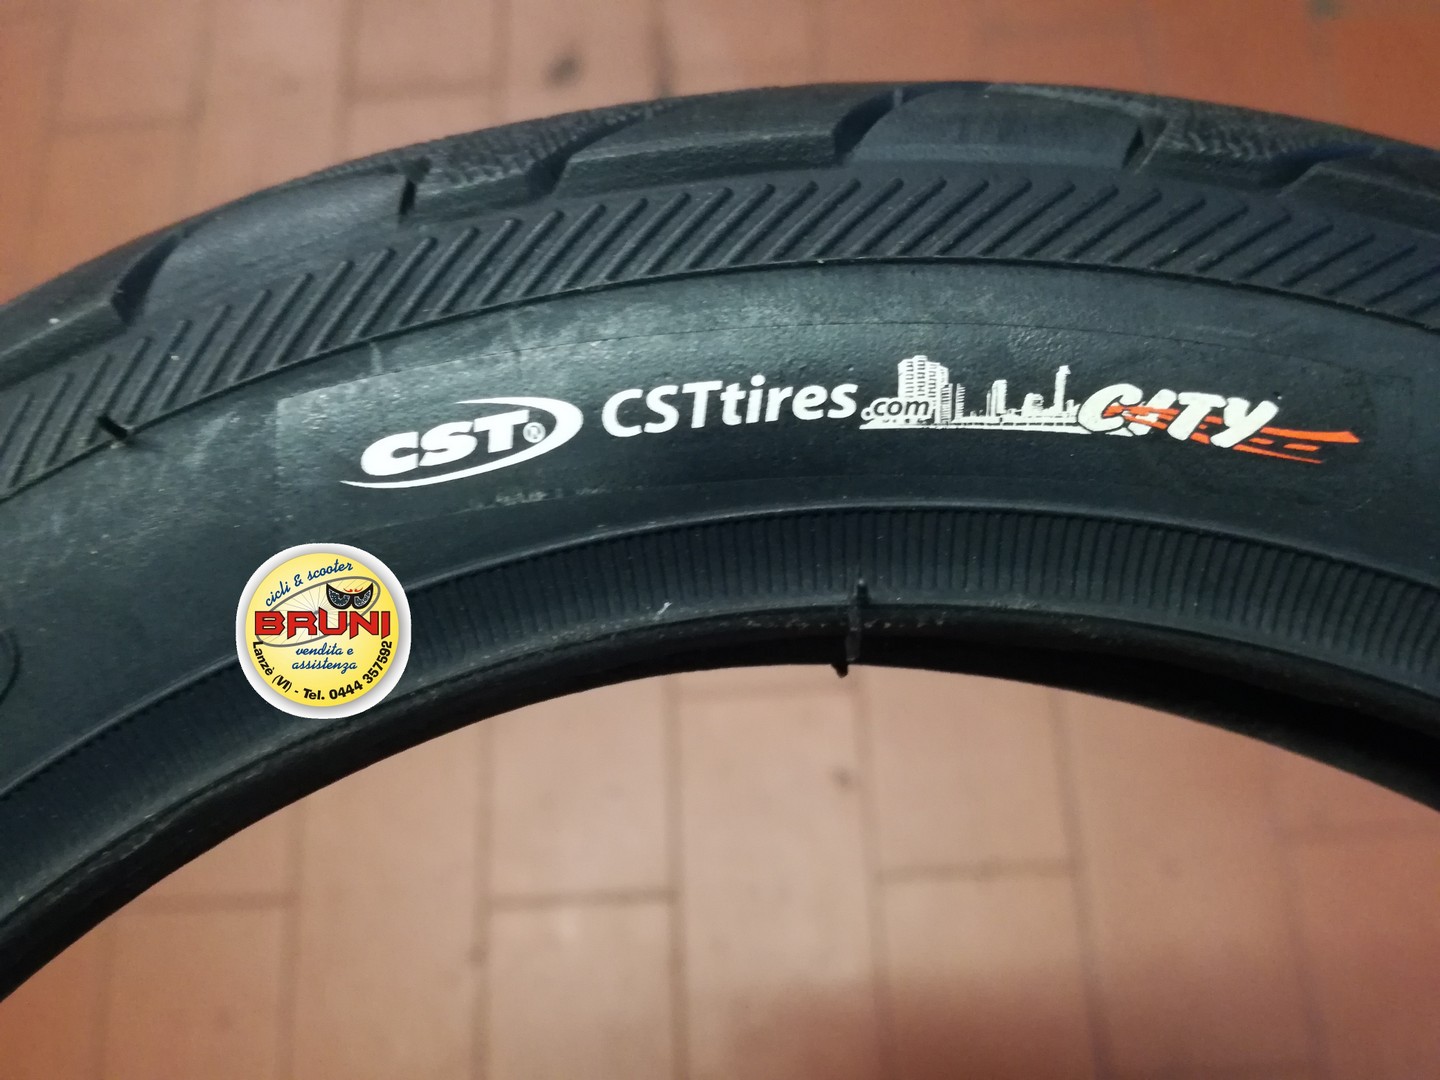 CST® CSTtires.com CITY
cicli & scooter
BRUNI
vendita e
assistenza
Lanzè (VI) - Tel. 0444 357592